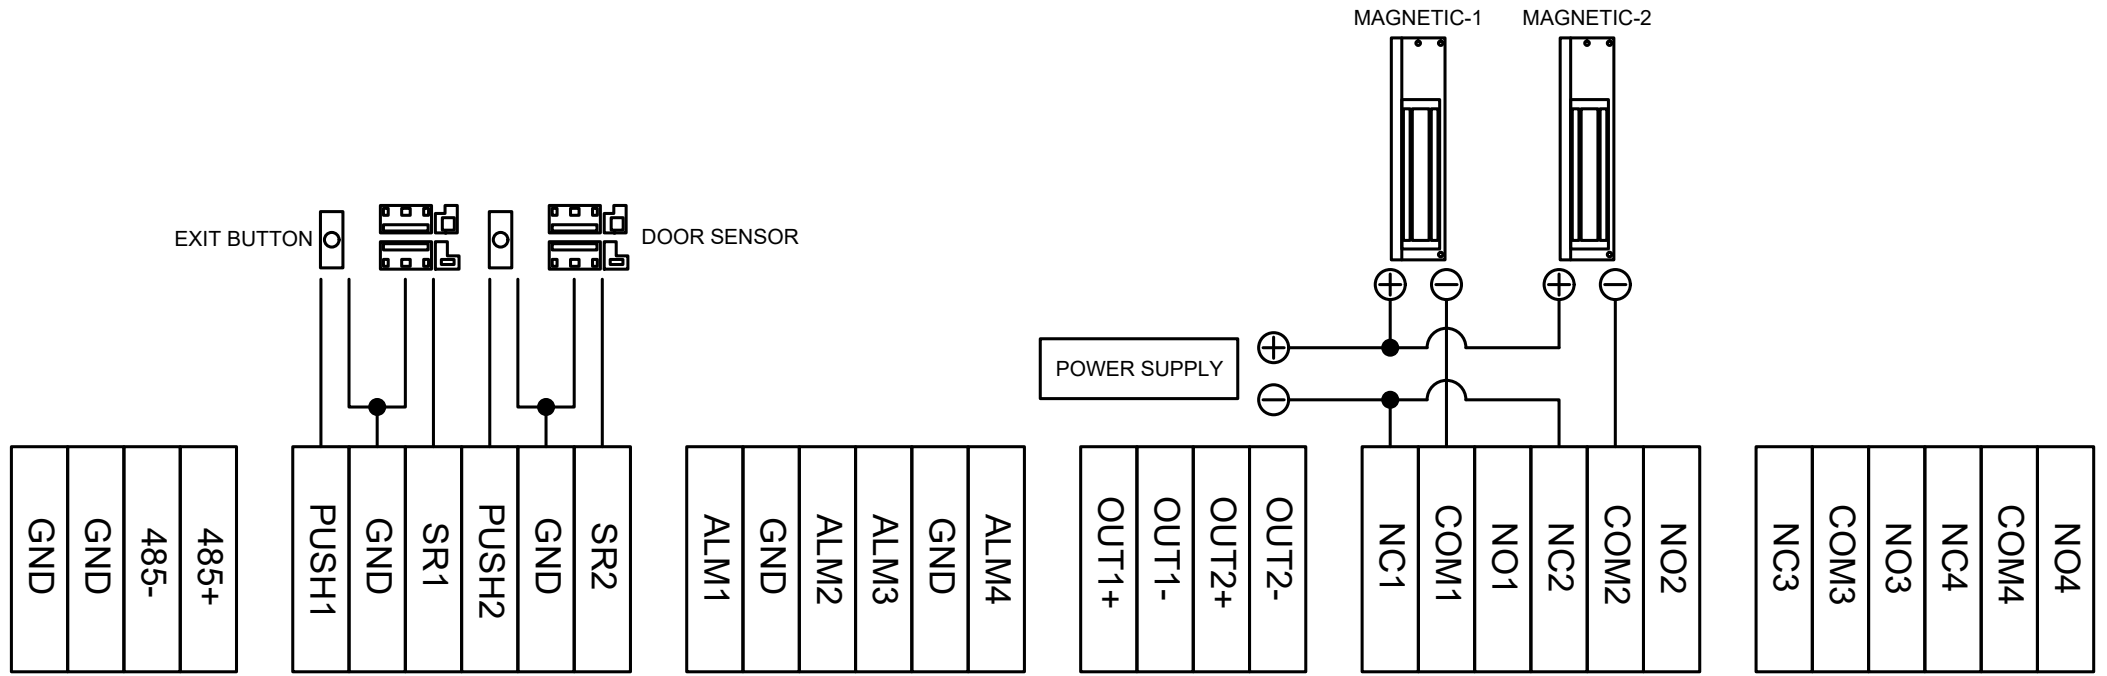 MAGNETIC-1
MAGNETIC-2
EXIT BUTTON
DOOR SENSOR
POWER SUPPLY
GND
GND
485-
485+
PUSH1
GND
SR1
PUSH2
GND
SR2
ALM1
GND
ALM2
ALM3
GND
ALM4
OUT1+
OUT1-
OUT2+
OUT2-
NC1
COM1
NO1
NC2
COM2
NO2
NC3
COM3
NO3
NC4
COM4
NO4